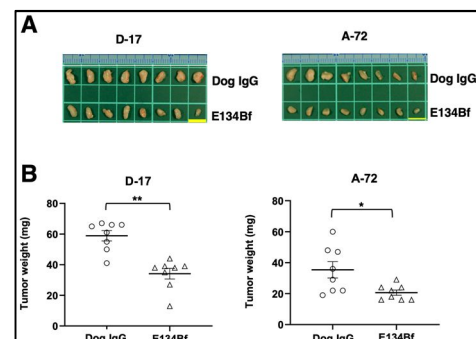 A
D-17
A-72
Dog IgG
Dog IgG
E134Bf
E134Bf
B
D-17
A-72
Tumor weight (mg)
80
60
40
20
0
**
Dog IgG
E134Bf
Tumor weight (mg)
80
60
40
20
0
*
Dog IgG
E134Bf